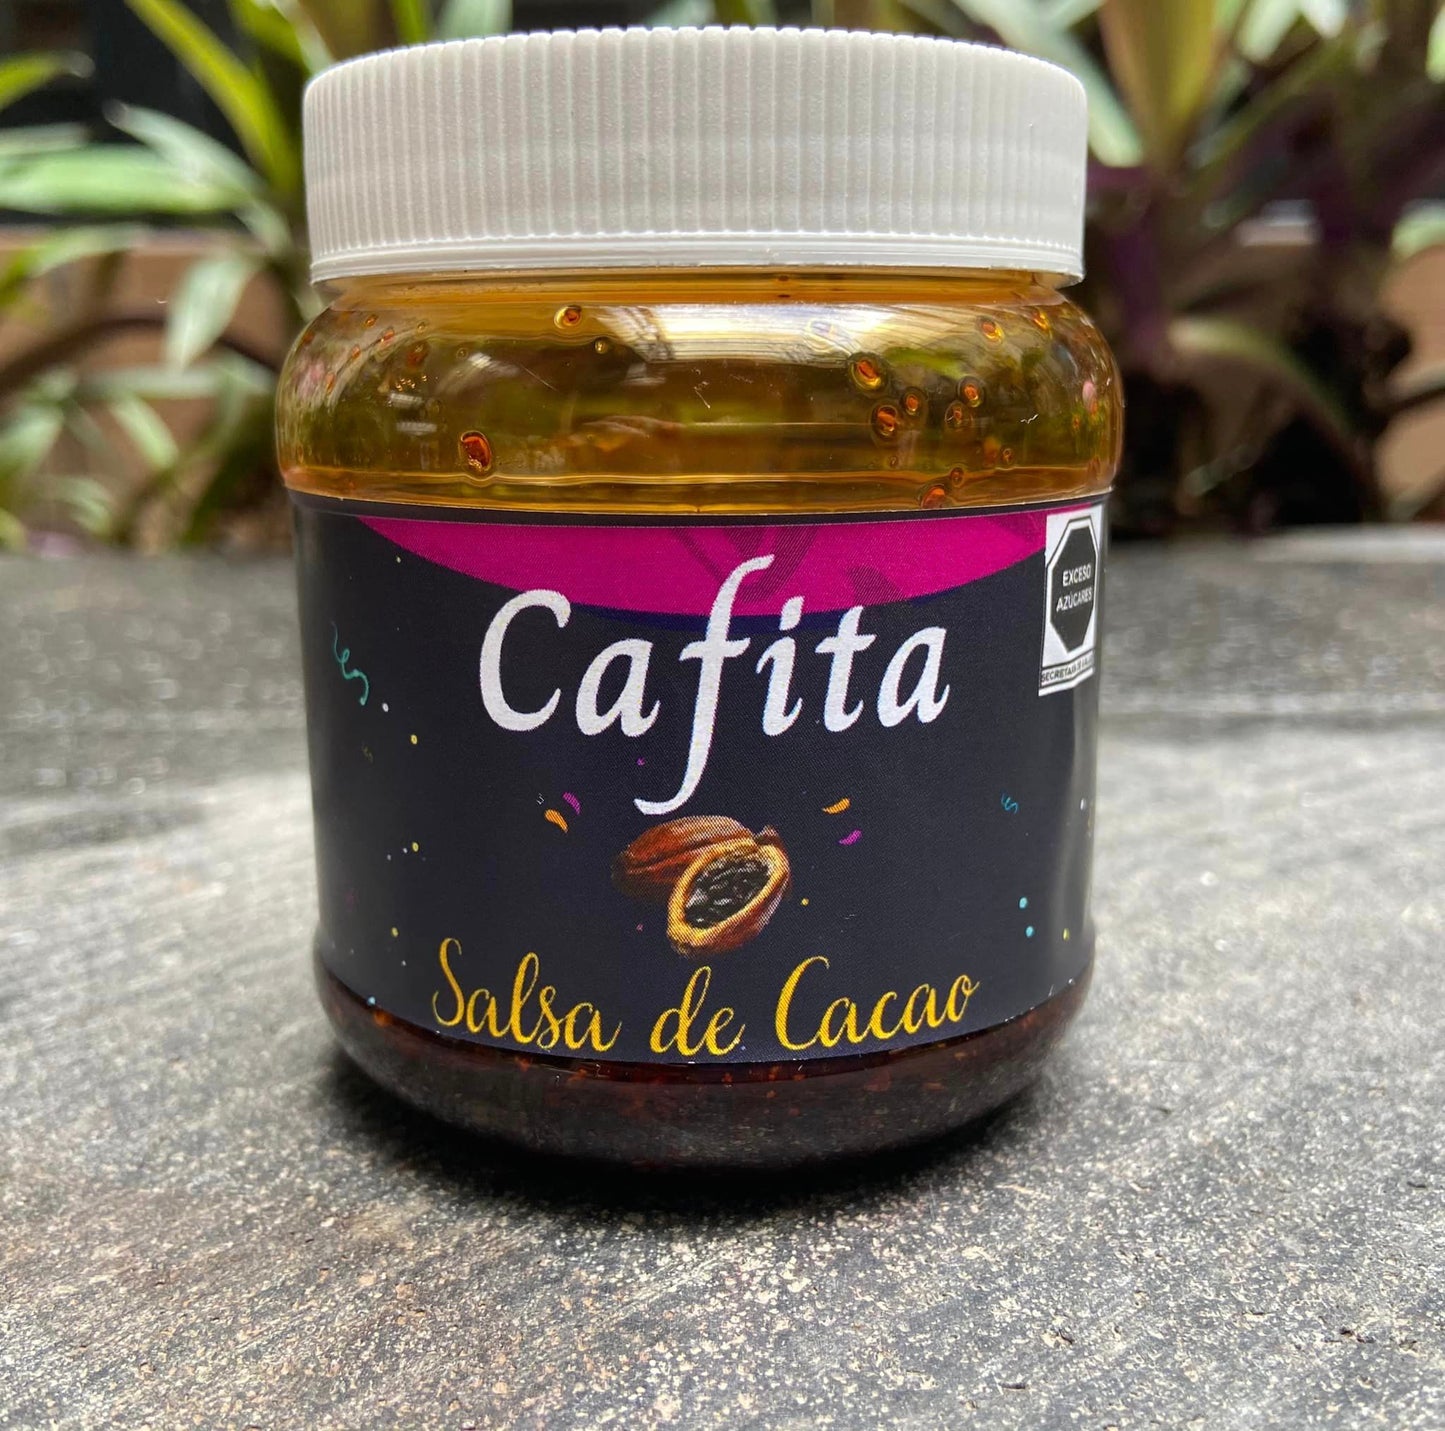 Cafita
EXCESO
AZÚCARES
Salsa de Cacao